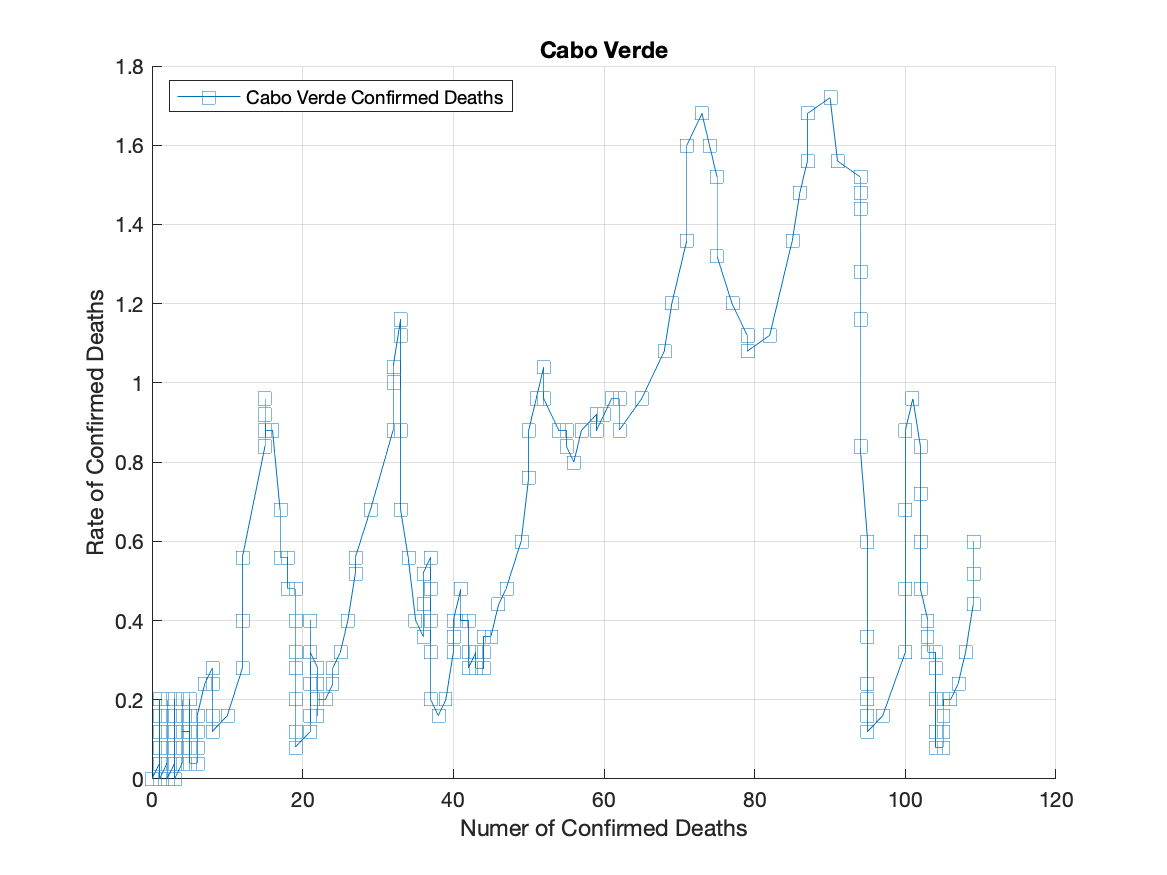 Cabo Verde
Cabo Verde Confirmed Deaths
Rate of Confirmed Deaths
1.8
1.6
1.4
1.2
1
0.8
0.6
0.4
0.2
0
0 20 40 60 80 100 120
Numer of Confirmed Deaths